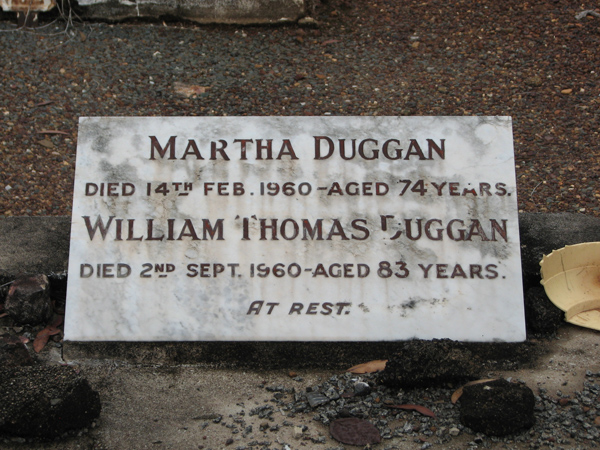 MARTHA DUGGAN
DIED 14TH FEB. 1960-AGED 74 YEARS.
WILLIAM THOMAS DUGGAN
DIED 2ND SEPT. 1960-AGED 83 YEARS.
AT REST.